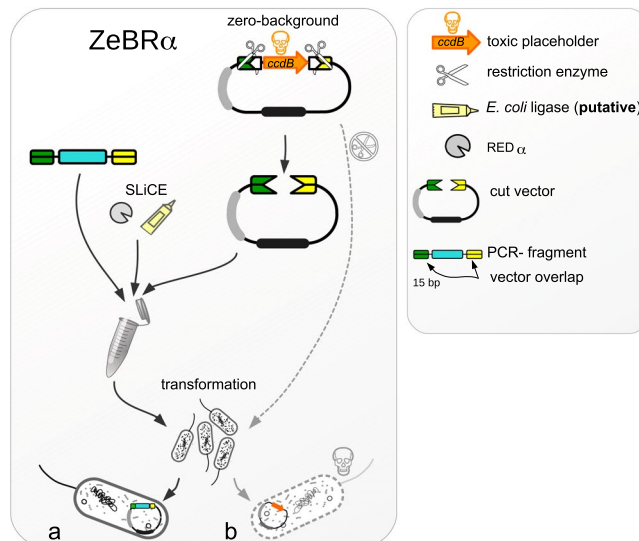 ZeBRα
zero-background
ccdB
SLiCE
transformation
a
b
ccdB
toxic placeholder
restriction enzyme
E. coli ligase (putative)
RED α
cut vector
PCR- fragment
vector overlap
15 bp